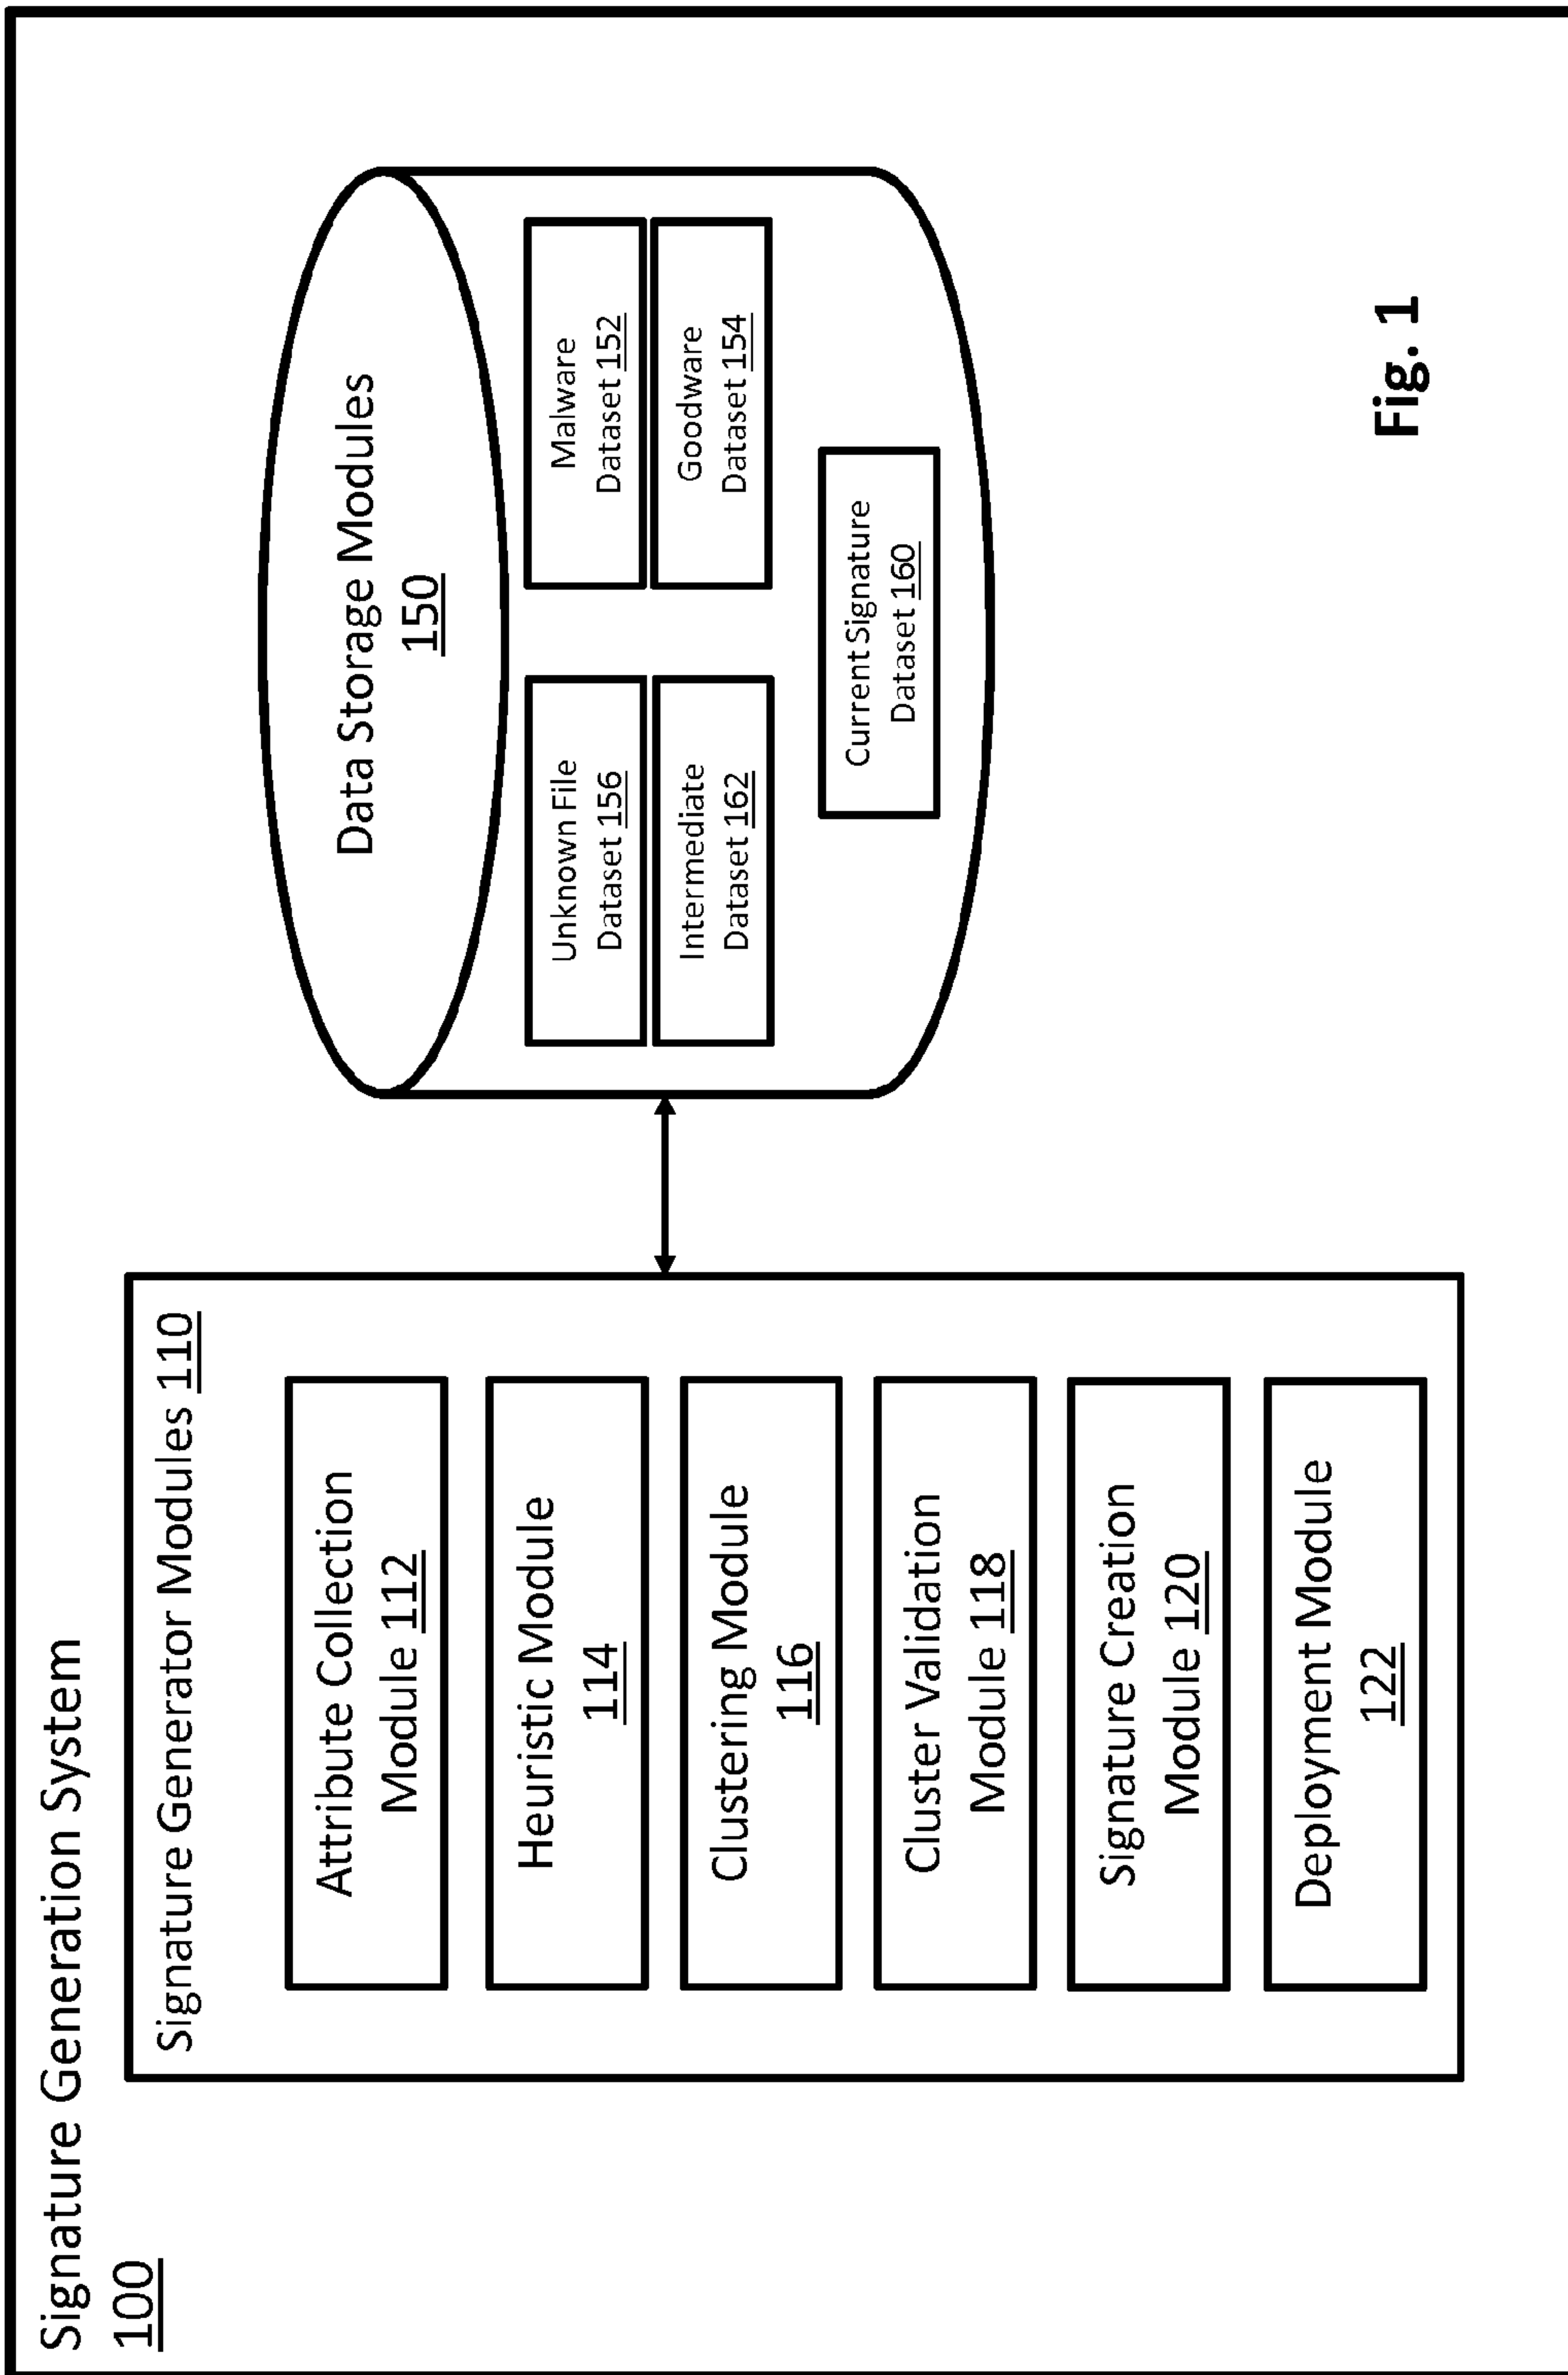 Signature Generation System
100
Signature Generator Modules 110
Attribute Collection
Module 112
Heuristic Module
114
Clustering Module
116
Cluster Validation
Module 118
Signature Creation
Module 120
Deployment Module
122
Data Storage Modules
150
Unknown File
Dataset 156
Malware
Dataset 152
Intermediate
Dataset 162
Goodware
Dataset 154
Current Signature
Dataset 160
Fig. 1